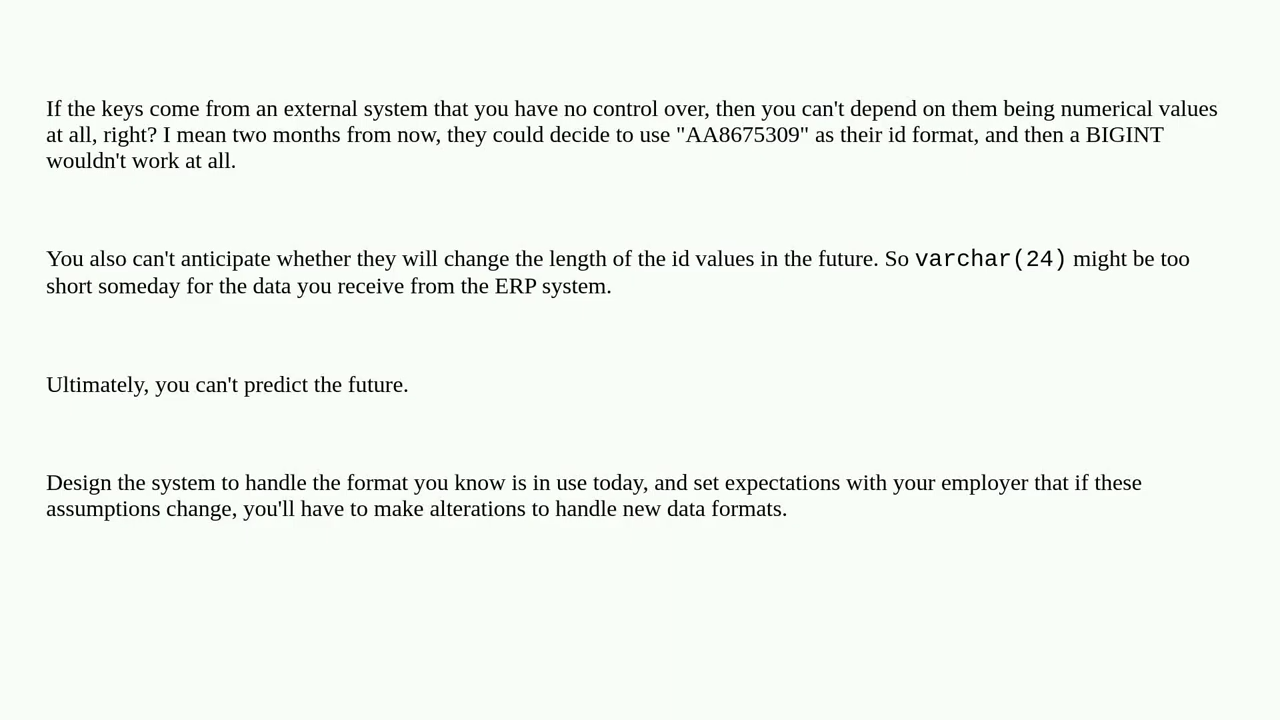 If the keys come from an external system that you have no control over, then you can't depend on them being numerical values
at all, right? I mean two months from now, they could decide to use "AA8675309" as their id format, and then a BIGINT
wouldn't work at all.
You also can't anticipate whether they will change the length of the id values in the future. So varchar(24) might be too
short someday for the data you receive from the ERP system.
Ultimately, you can't predict the future.
Design the system to handle the format you know is in use today, and set expectations with your employer that if these
assumptions change, you'll have to make alterations to handle new data formats.